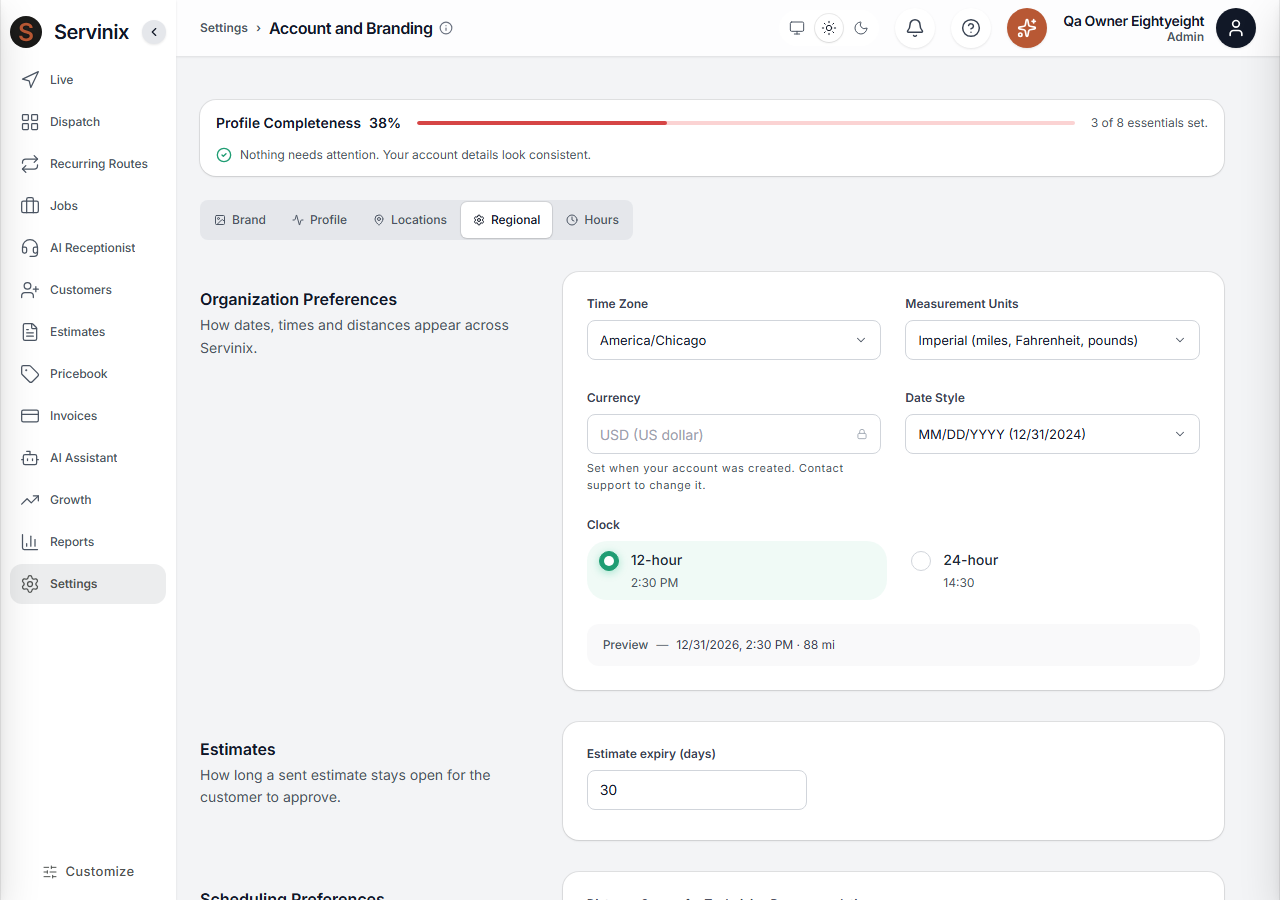 S Servinix
Settings › Account and Branding
Qa Owner Eightyeight
Admin
Live
Dispatch
Recurring Routes
Jobs
AI Receptionist
Customers
Estimates
Pricebook
Invoices
AI Assistant
Growth
Reports
Settings
Customize
Profile Completeness 38%
3 of 8 essentials set.
Nothing needs attention. Your account details look consistent.
Brand Profile Locations Regional Hours
Organization Preferences
How dates, times and distances appear across
Servinix.
Time Zone
America/Chicago
Measurement Units
Imperial (miles, Fahrenheit, pounds)
Currency
USD (US dollar)
Set when your account was created. Contact
support to change it.
Date Style
MM/DD/YYYY (12/31/2024)
Clock
12-hour
2:30 PM
24-hour
14:30
Preview — 12/31/2026, 2:30 PM · 88 mi
Estimates
How long a sent estimate stays open for the
customer to approve.
Estimate expiry (days)
30
Scheduling Preferences